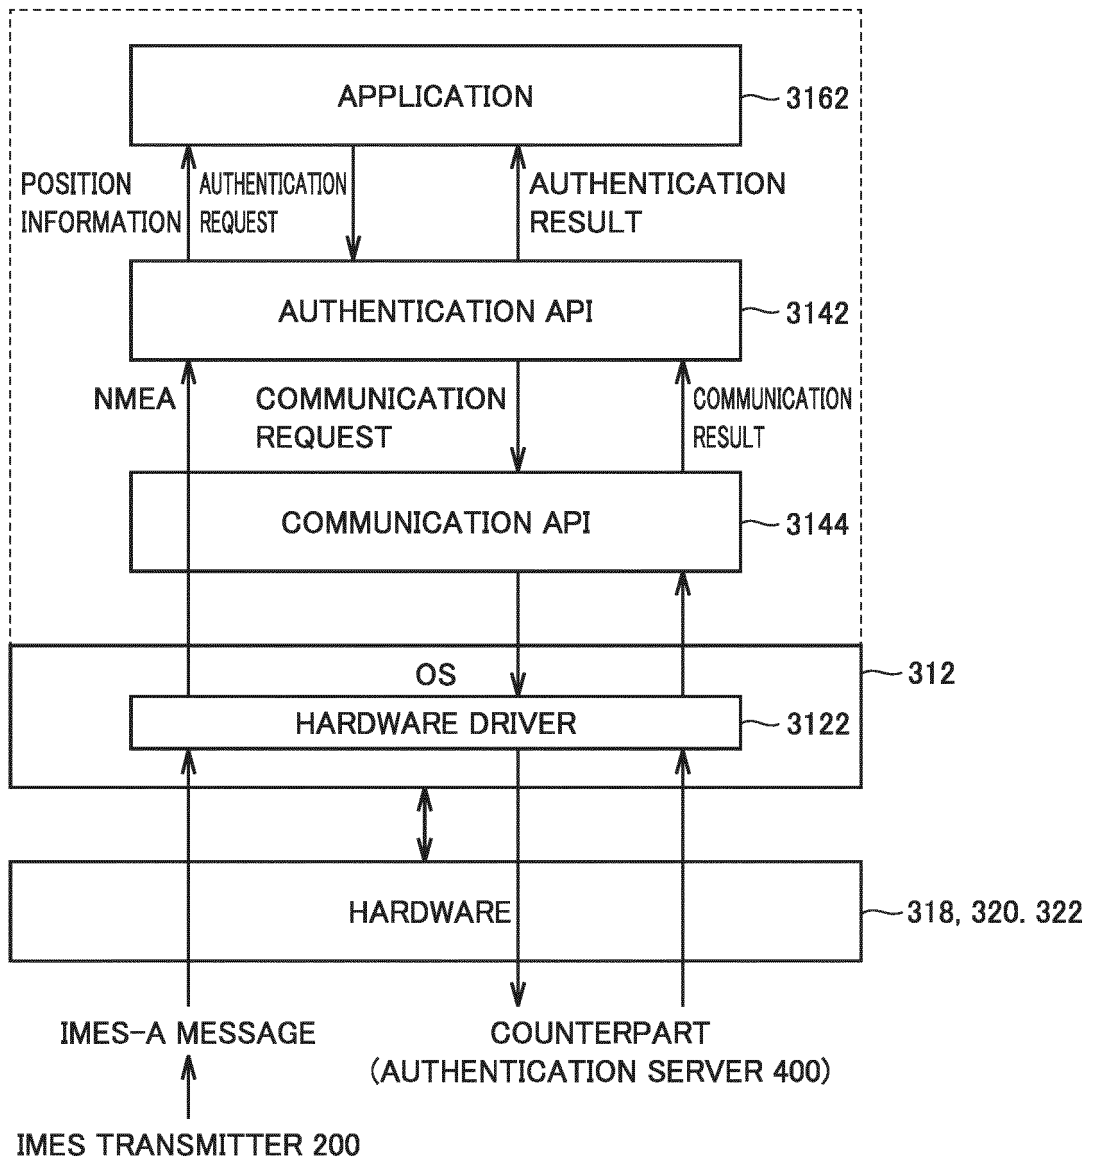 APPLICATION
3162
POSITION
INFORMATION
AUTHENTICATION
REQUEST
AUTHENTICATION
RESULT
AUTHENTICATION API
3142
NMEA
COMMUNICATION
REQUEST
COMMUNICATION
RESULT
COMMUNICATION API
3144
OS
312
HARDWARE DRIVER
3122
HARDWARE
318, 320. 322
IMES-A MESSAGE
COUNTERPART
(AUTHENTICATION SERVER 400)
IMES TRANSMITTER 200